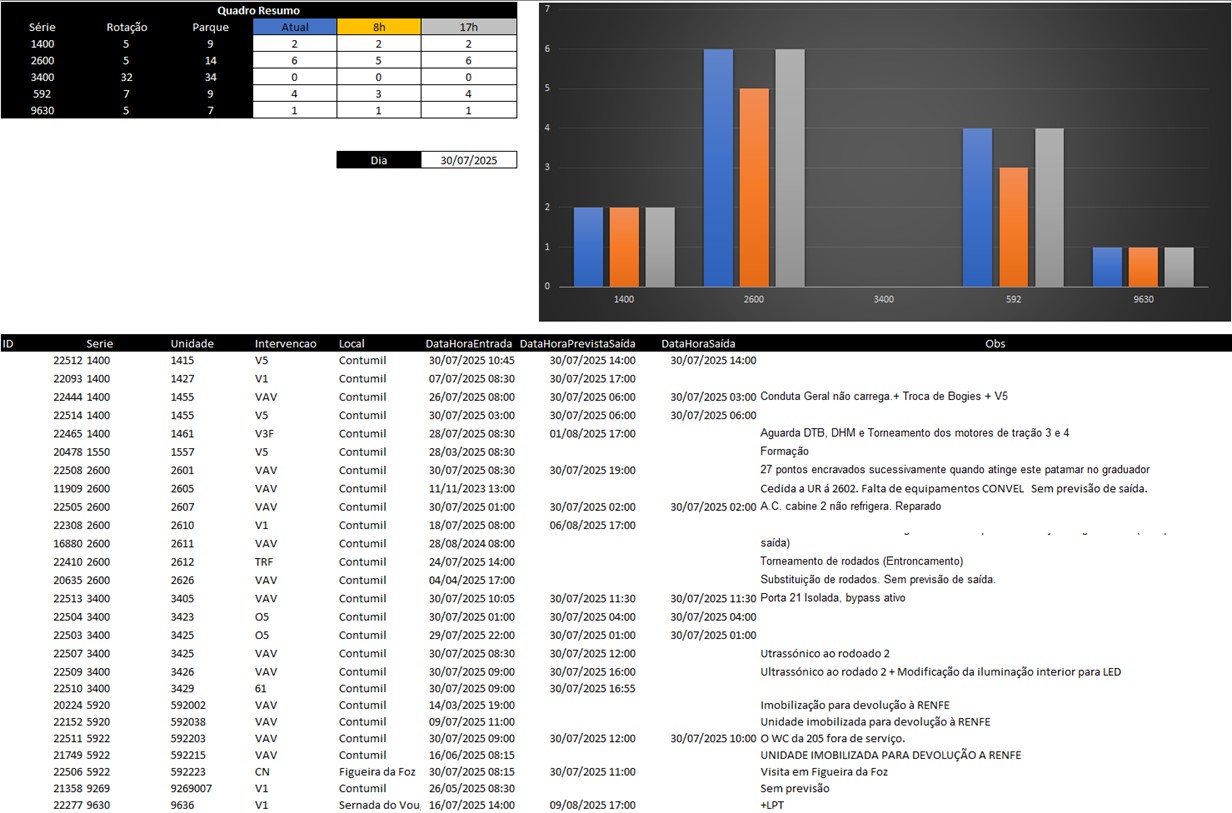 Quadro Resumo
Série Rotação Parque Atual 8h 17h
1400 5 9 2 2 2
2600 5 14 6 5 6
3400 32 34 0 0 0
592 7 9 4 3 4
9630 5 7 1 1 1
Dia 30/07/2025
7
6
5
4
3
2
1
0
1400 2600 3400 592 9630
ID Serie Unidade Intervencao Local DataHoraEntrada DataHoraPrevistaSaída DataHoraSaída Obs
22512 1400 1415 V5 Contumil 30/07/2025 10:45 30/07/2025 14:00 30/07/2025 14:00
22093 1400 1427 V1 Contumil 07/07/2025 08:30 30/07/2025 17:00
22444 1400 1455 VAV Contumil 26/07/2025 08:00 30/07/2025 06:00 30/07/2025 03:00 Conduta Geral não carrega.+ Troca de Bogies + V5
22514 1400 1455 V5 Contumil 30/07/2025 03:00 30/07/2025 06:00 30/07/2025 06:00
22465 1400 1461 V3F Contumil 28/07/2025 08:30 01/08/2025 17:00 Aguarda DTB, DHM e Torneamento dos motores de tração 3 e 4
20478 1550 1557 V5 Contumil 28/03/2025 08:30 Formação
22508 2600 2601 VAV Contumil 30/07/2025 08:30 30/07/2025 19:00 27 pontos encravados sucessivamente quando atinge este patamar no graduador
11909 2600 2605 VAV Contumil 11/11/2023 13:00 Cedida a UR á 2602. Falta de equipamentos CONVEL Sem previsão de saída.
22505 2600 2607 VAV Contumil 30/07/2025 01:00 30/07/2025 02:00 30/07/2025 02:00 A.C. cabine 2 não refrigera. Reparado
22308 2600 2610 V1 Contumil 18/07/2025 08:00 06/08/2025 17:00
16880 2600 2611 VAV Contumil 28/08/2024 08:00 saída)
22410 2600 2612 TRF Contumil 24/07/2025 14:00 Torneamento de rodados (Entroncamento)
20635 2600 2626 VAV Contumil 04/04/2025 17:00 Substituição de rodados. Sem previsão de saída.
22513 3400 3405 VAV Contumil 30/07/2025 10:05 30/07/2025 11:30 30/07/2025 11:30 Porta 21 Isolada, bypass ativo
22504 3400 3423 O5 Contumil 30/07/2025 01:00 30/07/2025 04:00 30/07/2025 04:00
22503 3400 3425 O5 Contumil 29/07/2025 22:00 30/07/2025 01:00 30/07/2025 01:00
22507 3400 3425 VAV Contumil 30/07/2025 08:30 30/07/2025 12:00 Utrassónico ao rodoado 2
22509 3400 3426 VAV Contumil 30/07/2025 09:00 30/07/2025 16:00 Ultrassónico ao rodado 2 + Modificação da iluminação interior para LED
22510 3400 3429 61 Contumil 30/07/2025 09:00 30/07/2025 16:55
20224 5920 592002 VAV Contumil 14/03/2025 19:00 Imobilização para devolução à RENFE
22152 5920 592038 VAV Contumil 09/07/2025 11:00 Unidade imobilizada para devolução à RENFE
22511 5922 592203 VAV Contumil 30/07/2025 09:00 30/07/2025 12:00 30/07/2025 10:00 O WC da 205 fora de serviço.
21749 5922 592215 VAV Contumil 16/06/2025 08:15 UNIDADE IMOBILIZADA PARA DEVOLUÇÃO A RENFE
22506 5922 592223 CN Figueira da Foz 30/07/2025 08:15 30/07/2025 11:00 Visita em Figueira da Foz
21358 9269 9269007 V1 Contumil 26/05/2025 08:30 Sem previsão
22277 9630 9636 V1 Sernada do Vou 16/07/2025 14:00 09/08/2025 17:00 +LPT